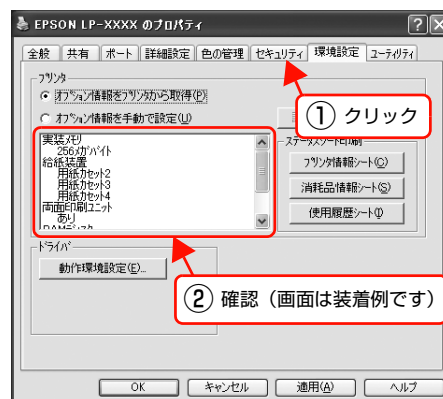 EPSON LP-XXXX のプロパティ
全般 共有 ポート 詳細設定 色の管理 セキュリティ 環境設定 ユーティリティ
プリンタ
オプション情報をプリンタから取得(P)
オプション情報を手動で設定(U)
① クリック
実装メモリ
256メガバイト
給紙装置
用紙カセット2
用紙カセット3
用紙カセット4
両面印刷ユニット
あり
RAMディスク
ステータスシート印刷
プリンタ情報シート(C)
消耗品情報シート(S)
使用履歴シート(I)
ドライバ
動作環境設定(E)...
② 確認（画面は装着例です）
OK キャンセル 適用(A) ヘルプ